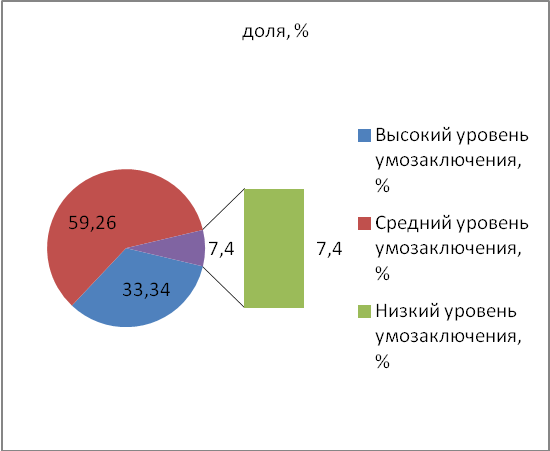 доля, %
59,26
7,4
33,34
7,4
Высокий уровень
умозаключения,
%
Средний уровень
умозаключения,
%
Низкий уровень
умозаключения,
%